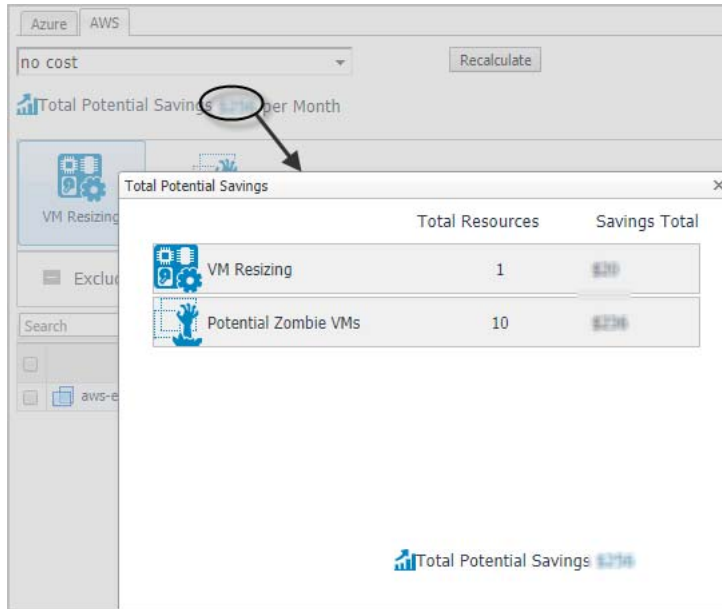 Azure AWS
no cost Recalculate
Total Potential Savings per Month
VM Resizing
Total Potential Savings
Total Resources Savings Total
VM Resizing 1
Potential Zombie VMs 10
Search
aws-e
Total Potential Savings